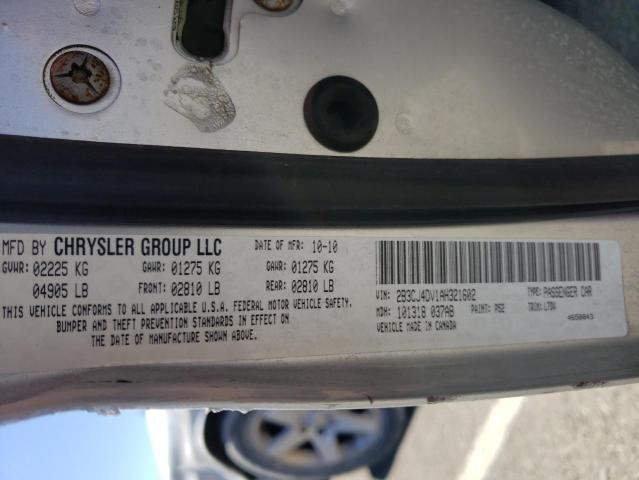 MFD BY CHRYSLER GROUP LLC DATE OF MFR: 10-10
GVWR: 02225 KG GAWR: 01275 KG GAWR: 01275 KG
04905 LB FRONT: 02810 LB REAR: 02810 LB
THIS VEHICLE CONFORMS TO ALL APPLICABLE U.S.A. FEDERAL MOTOR VEHICLE SAFETY,
BUMPER AND THEFT PREVENTION STANDARDS IN EFFECT ON
THE DATE OF MANUFACTURE SHOWN ABOVE.
VIN: 2B3CJ4DV1AH321602 TYPE: PASSENGER CAR
MDH: 101318 037AB PAINT: PS2 TRIM: L7DV
MADE IN CANADA 4658043